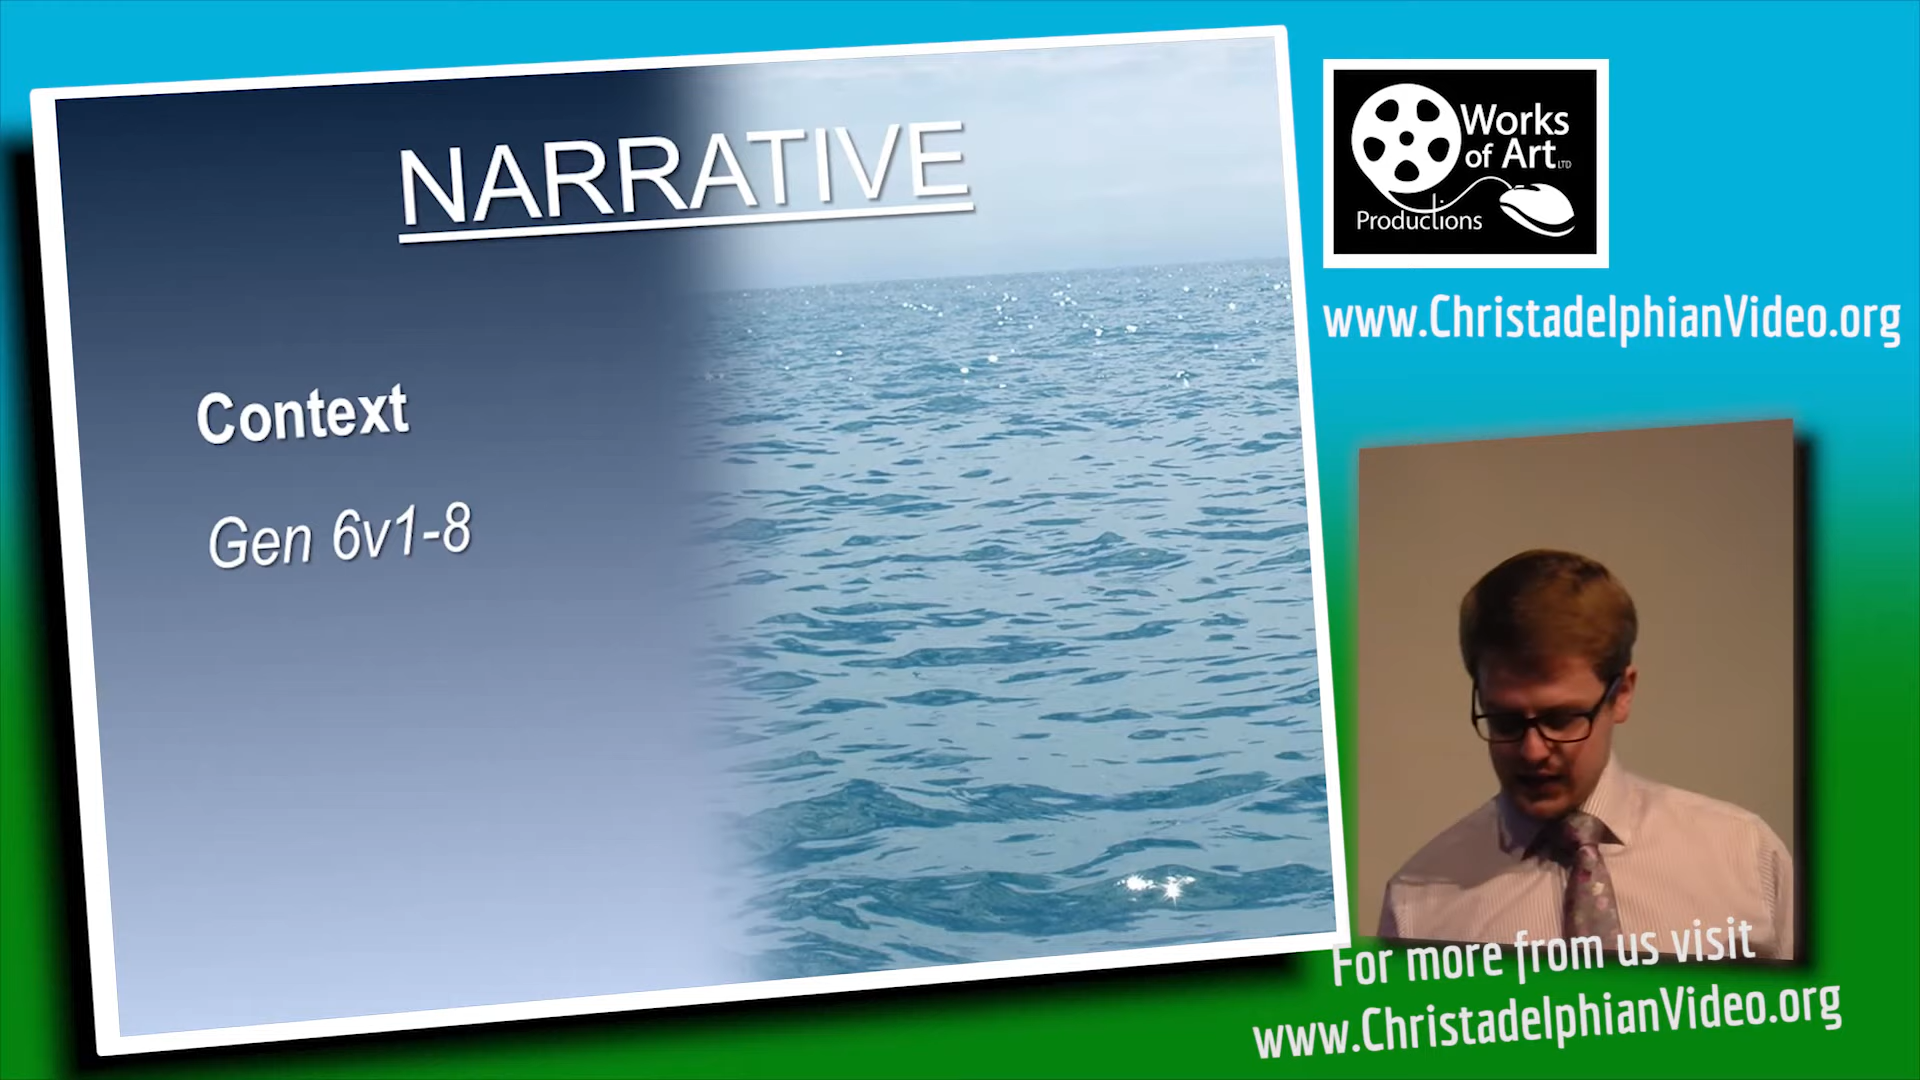 NARRATIVE
Context
Gen 6v1-8
Works
of Art LTD
Productions
www.ChristadelphianVideo.org
For more from us visit
www.ChristadelphianVideo.org